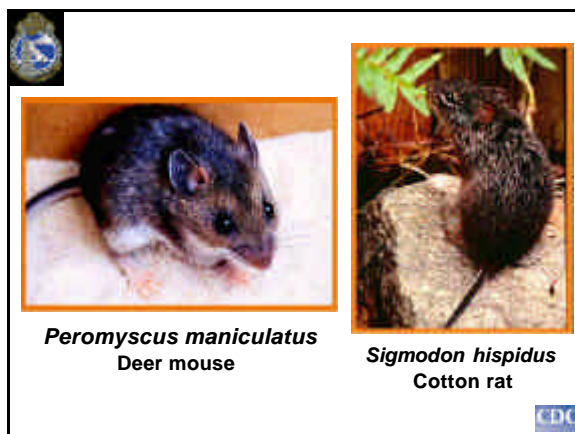 Peromyscus maniculatus
Deer mouse
Sigmodon hispidus
Cotton rat
CDC